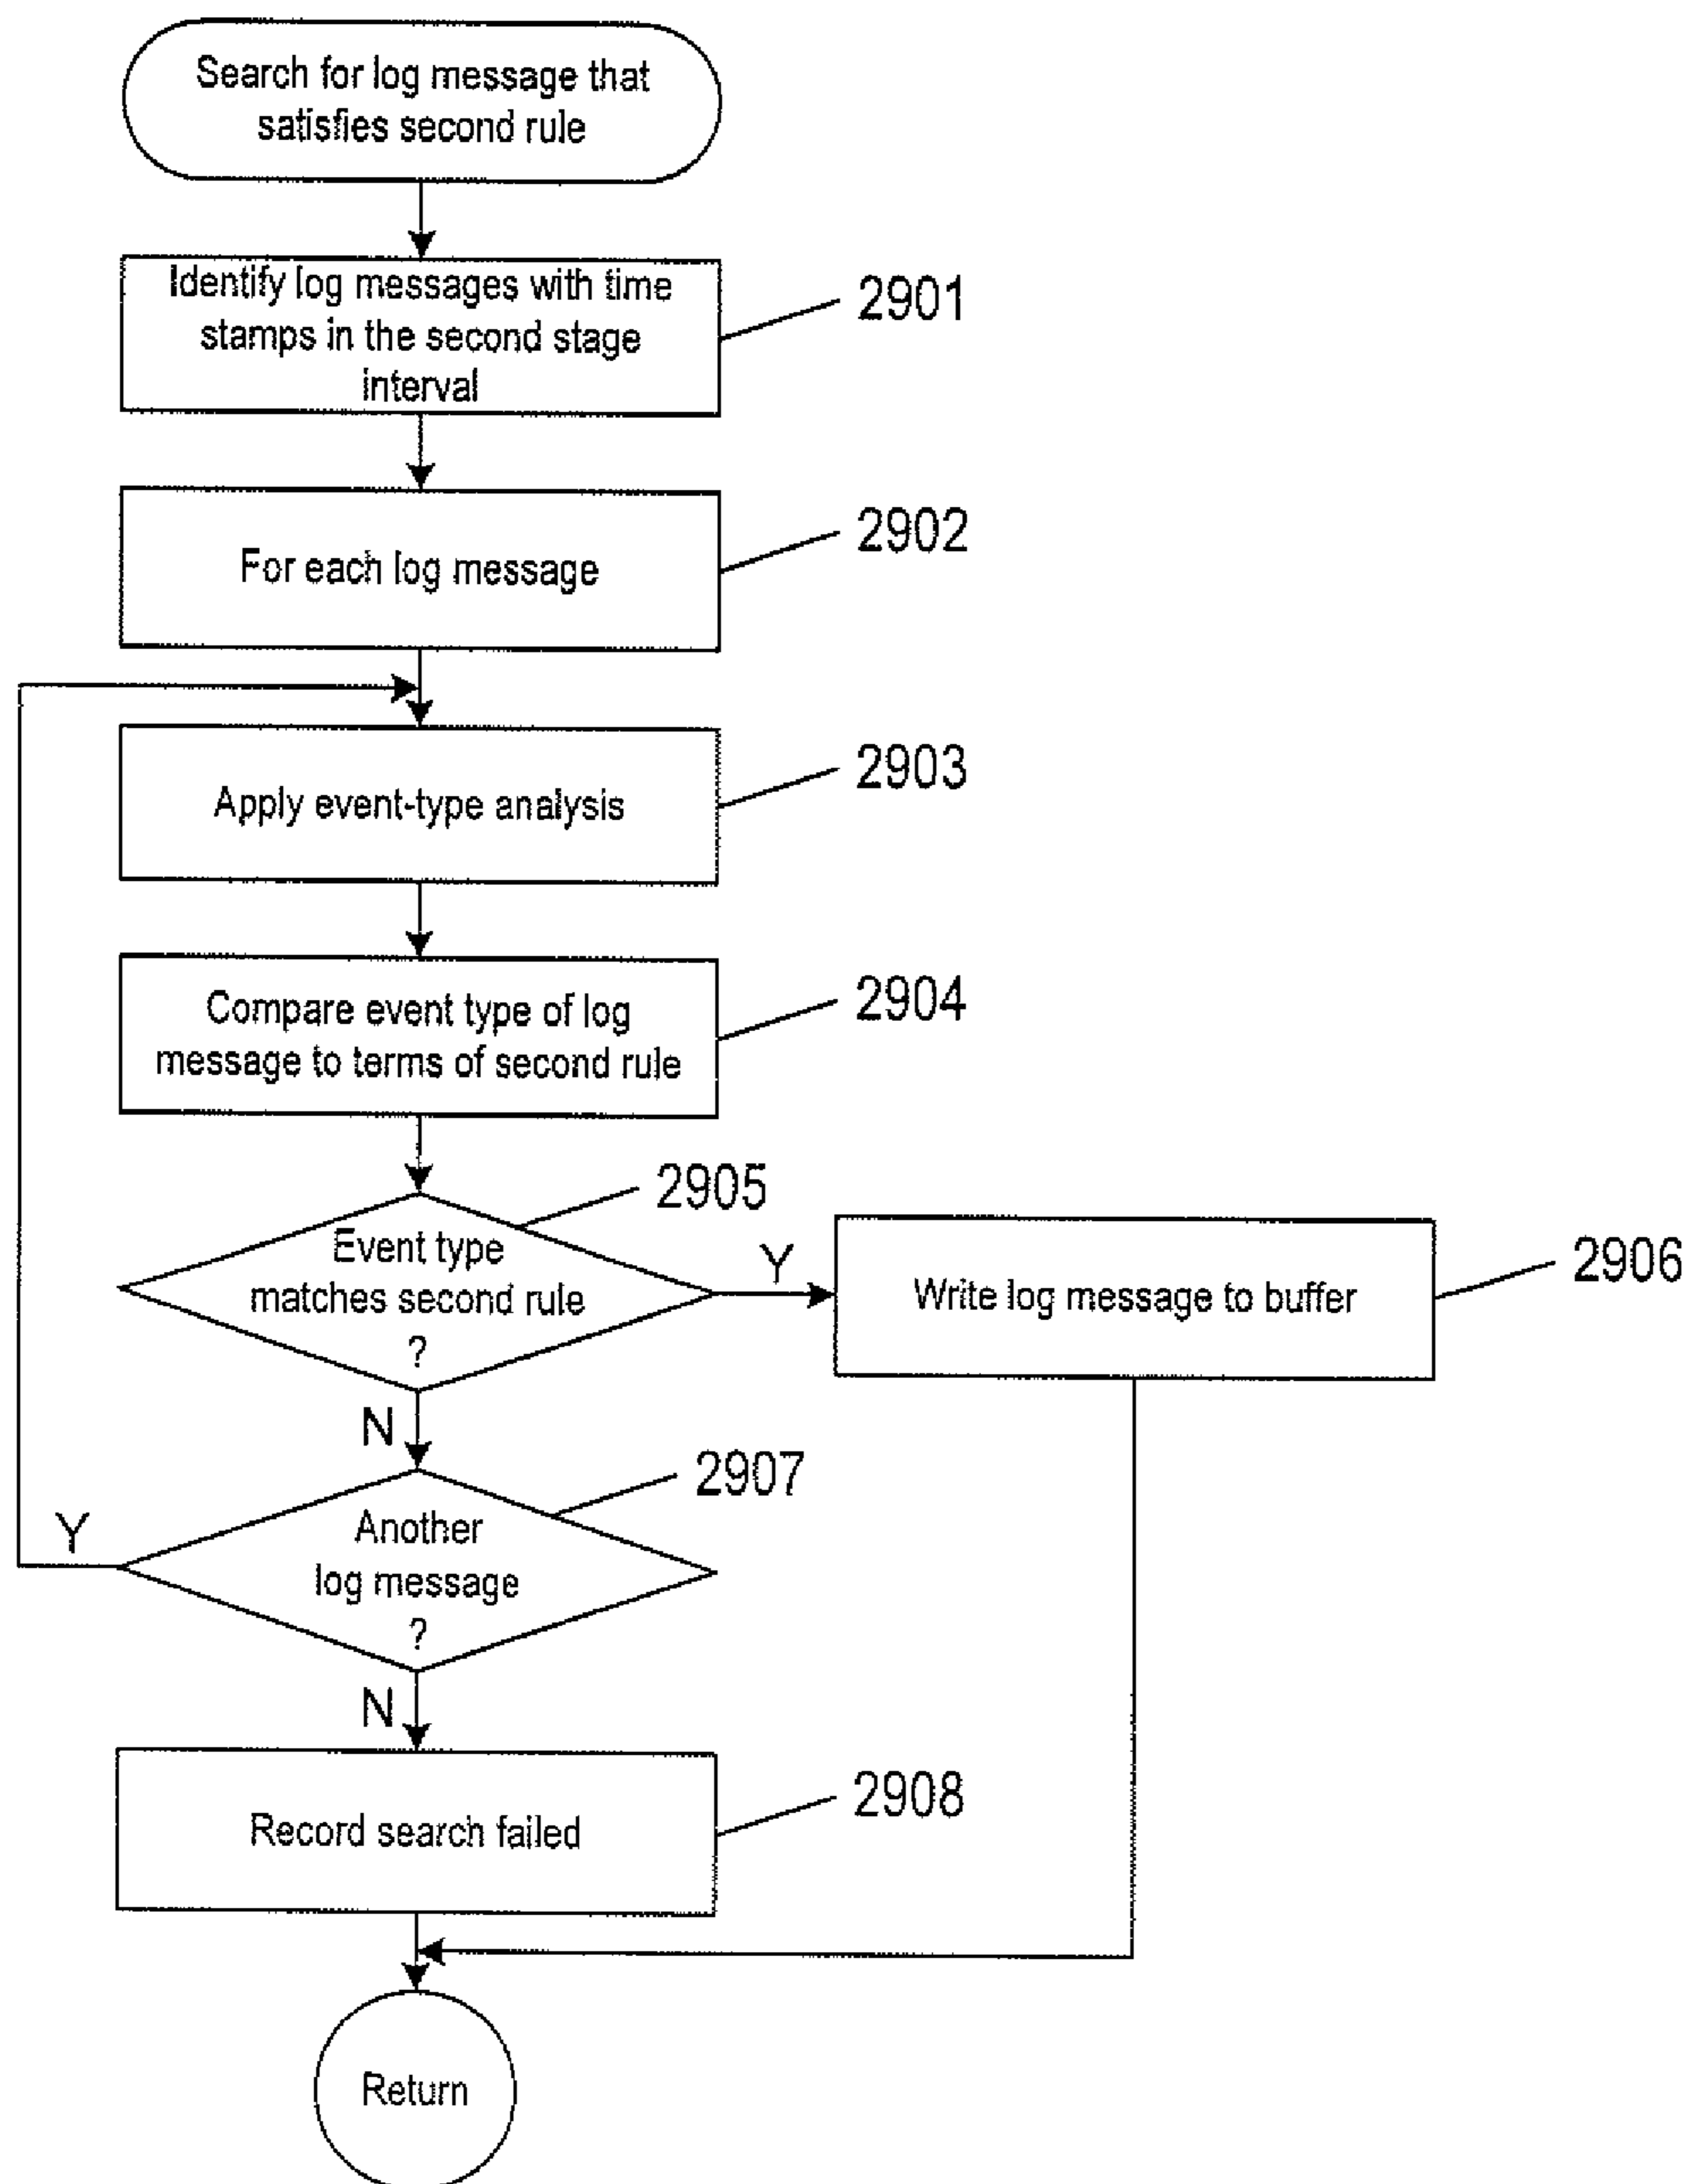 Search for log message that
satisfies second rule
Identify log messages with time
stamps in the second stage
interval
2901
For each log message
2902
Apply event-type analysis
2903
Compare event type of log
message to terms of second rule
2904
Event type
matches second rule
?
2905
Y
Write log message to buffer
2906
N
Another
log message
?
2907
Y
N
Record search failed
2908
Return